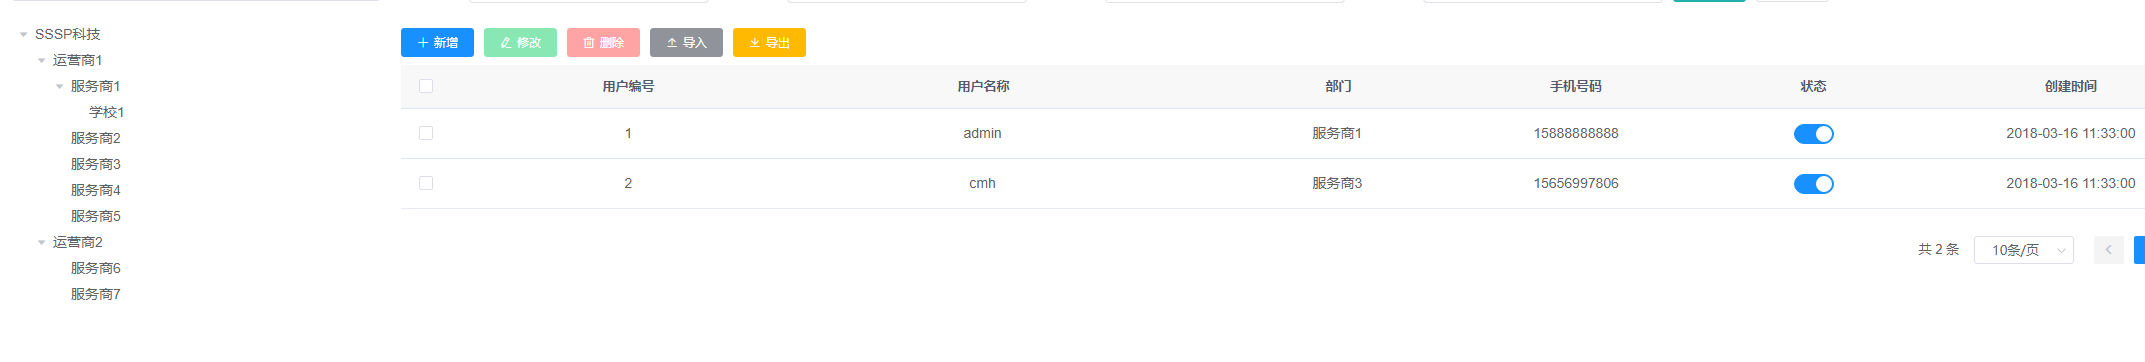 SSSP科技
运营商1
服务商1
学校1
服务商2
服务商3
服务商4
服务商5
运营商2
服务商6
服务商7
新增 修改 删除 导入 导出
用户编号 用户名称 部门 手机号码 状态 创建时间
1 admin 服务商1 15888888888 2018-03-16 11:33:00
2 cmh 服务商3 15656997806 2018-03-16 11:33:00
共 2 条 10条/页